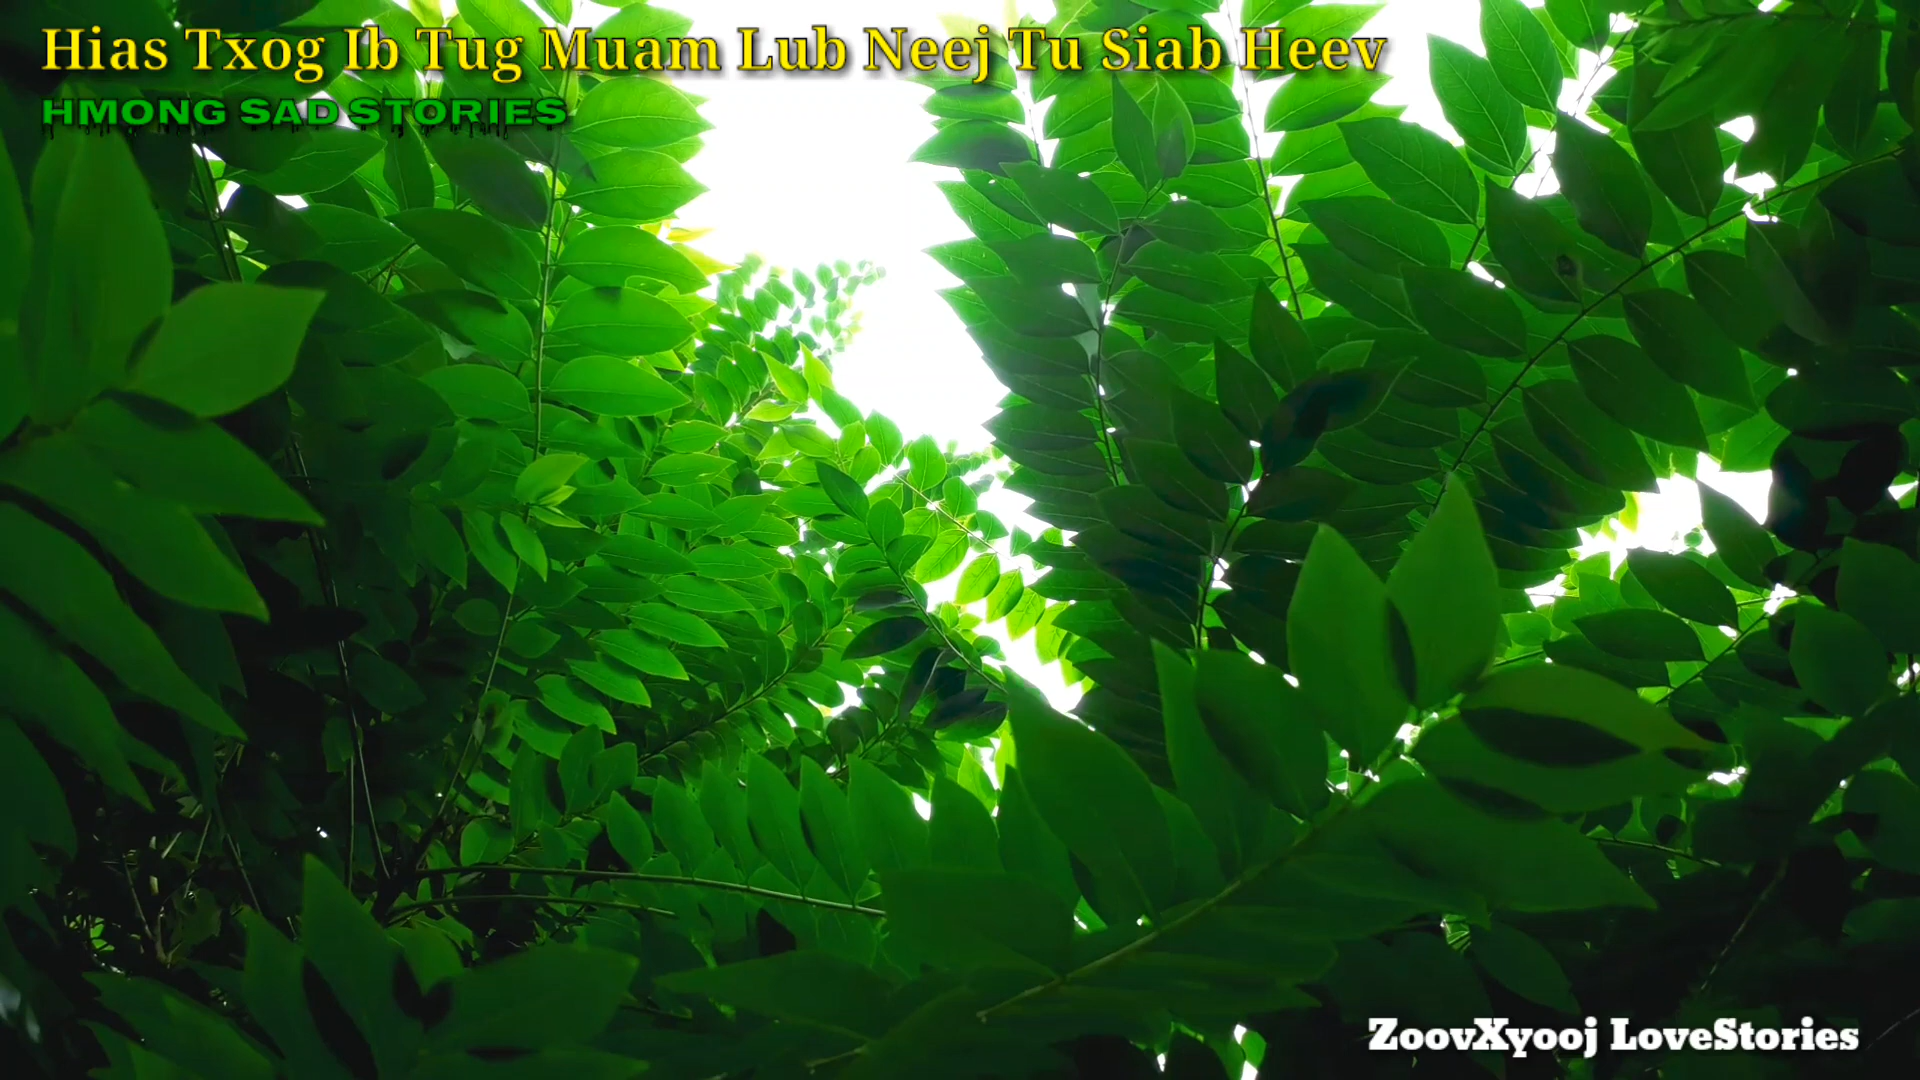 Hias Txog Ib Tug Muam Lub Neej Tu Siab Heev
HMONG SAD STORIES
ZoovXyooj LoveStories